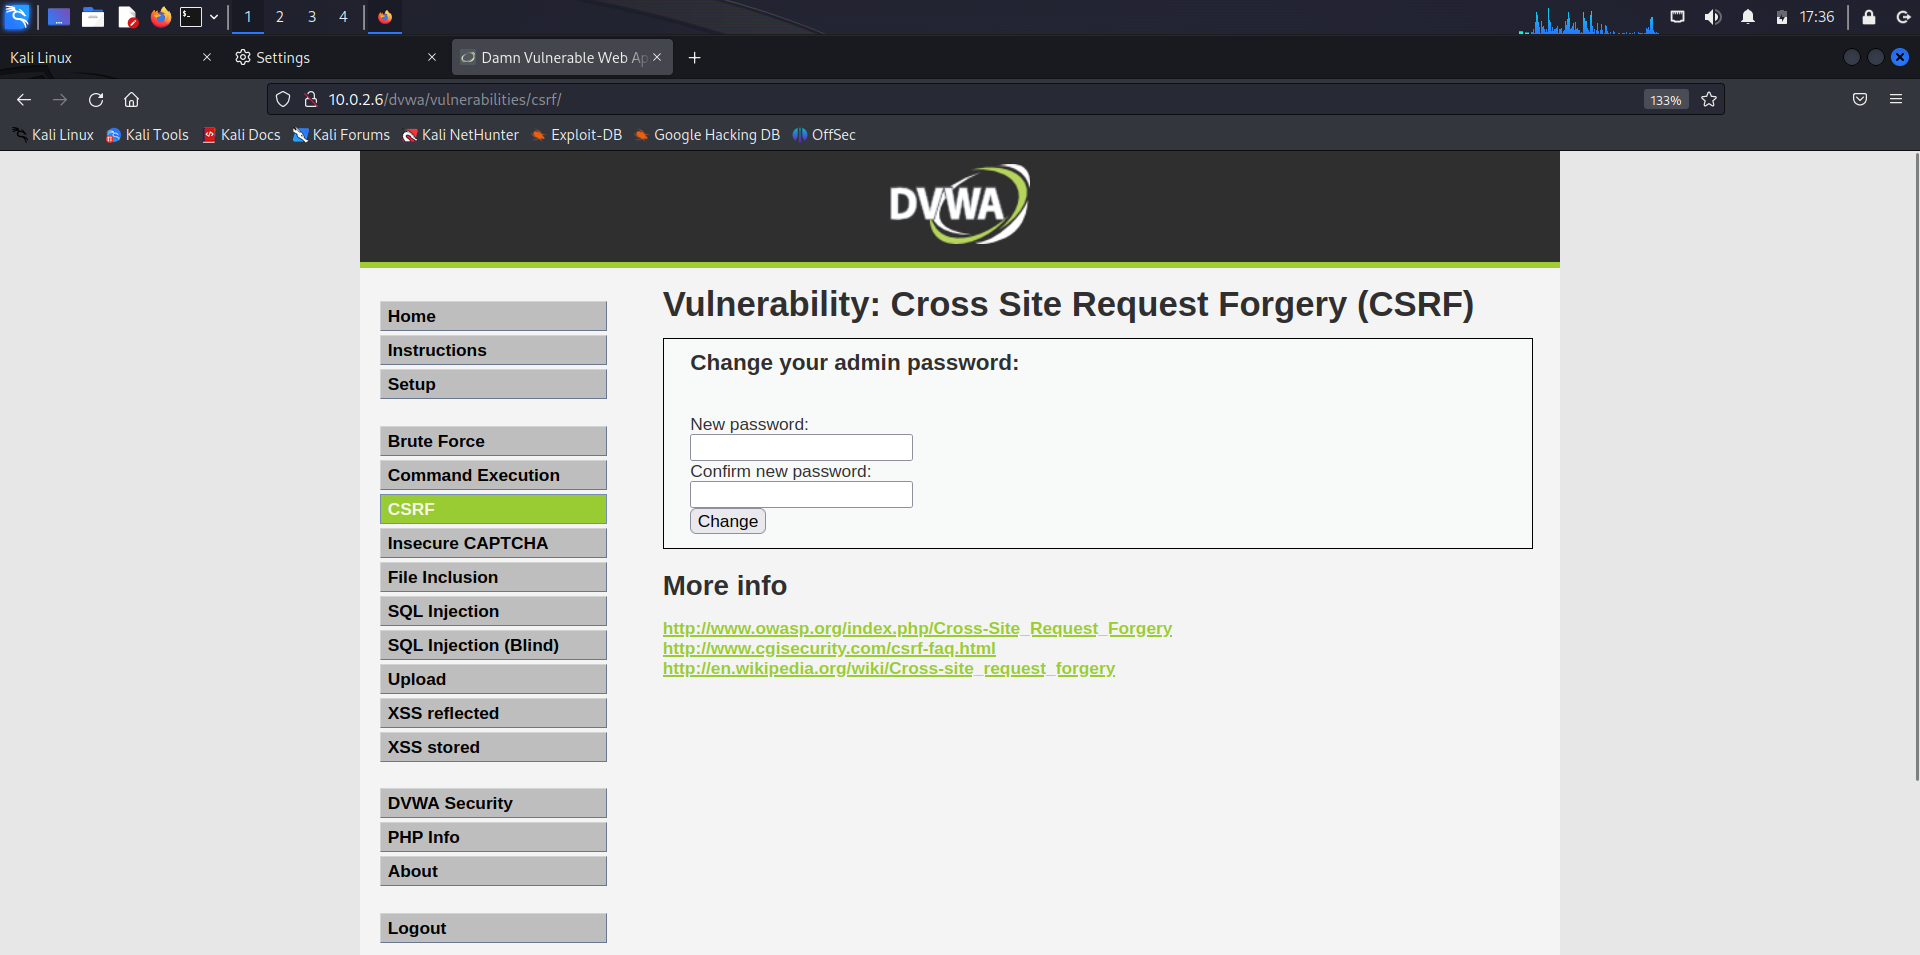 1 2 3 4 17:36
Kali Linux Settings Damn Vulnerable Web Ap
10.0.2.6/dvwa/vulnerabilities/csrf/ 133%
Kali Linux Kali Tools Kali Docs Kali Forums Kali NetHunter Exploit-DB Google Hacking DB OffSec
DVWA
Home
Instructions
Setup
Brute Force
Command Execution
CSRF
Insecure CAPTCHA
File Inclusion
SQL Injection
SQL Injection (Blind)
Upload
XSS reflected
XSS stored
DVWA Security
PHP Info
About
Logout
Vulnerability: Cross Site Request Forgery (CSRF)
Change your admin password:
New password:
Confirm new password:
Change
More info
http://www.owasp.org/index.php/Cross-Site_Request_Forgery
http://www.cgisecurity.com/csrf-faq.html
http://en.wikipedia.org/wiki/Cross-site_request_forgery